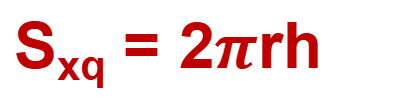 Sxq = 2πrh